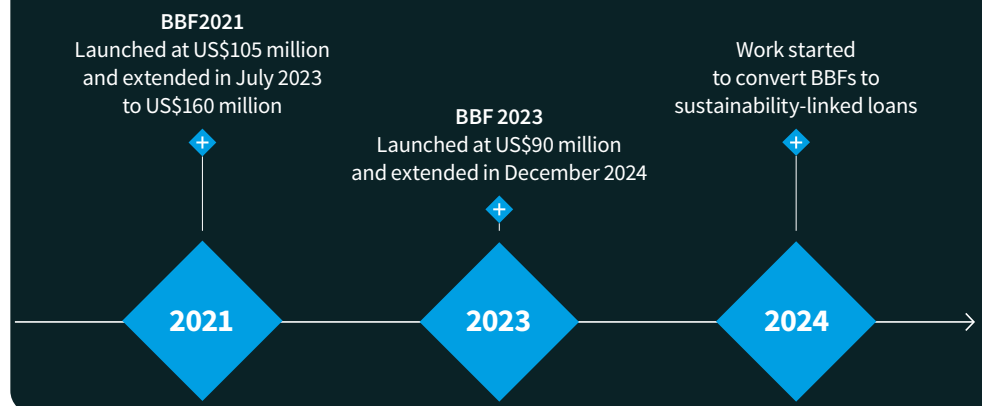 BBF2021
Launched at US$105 million
and extended in July 2023
to US$160 million
BBF 2023
Launched at US$90 million
and extended in December 2024
Work started
to convert BBFs to
sustainability-linked loans
2021
2023
2024